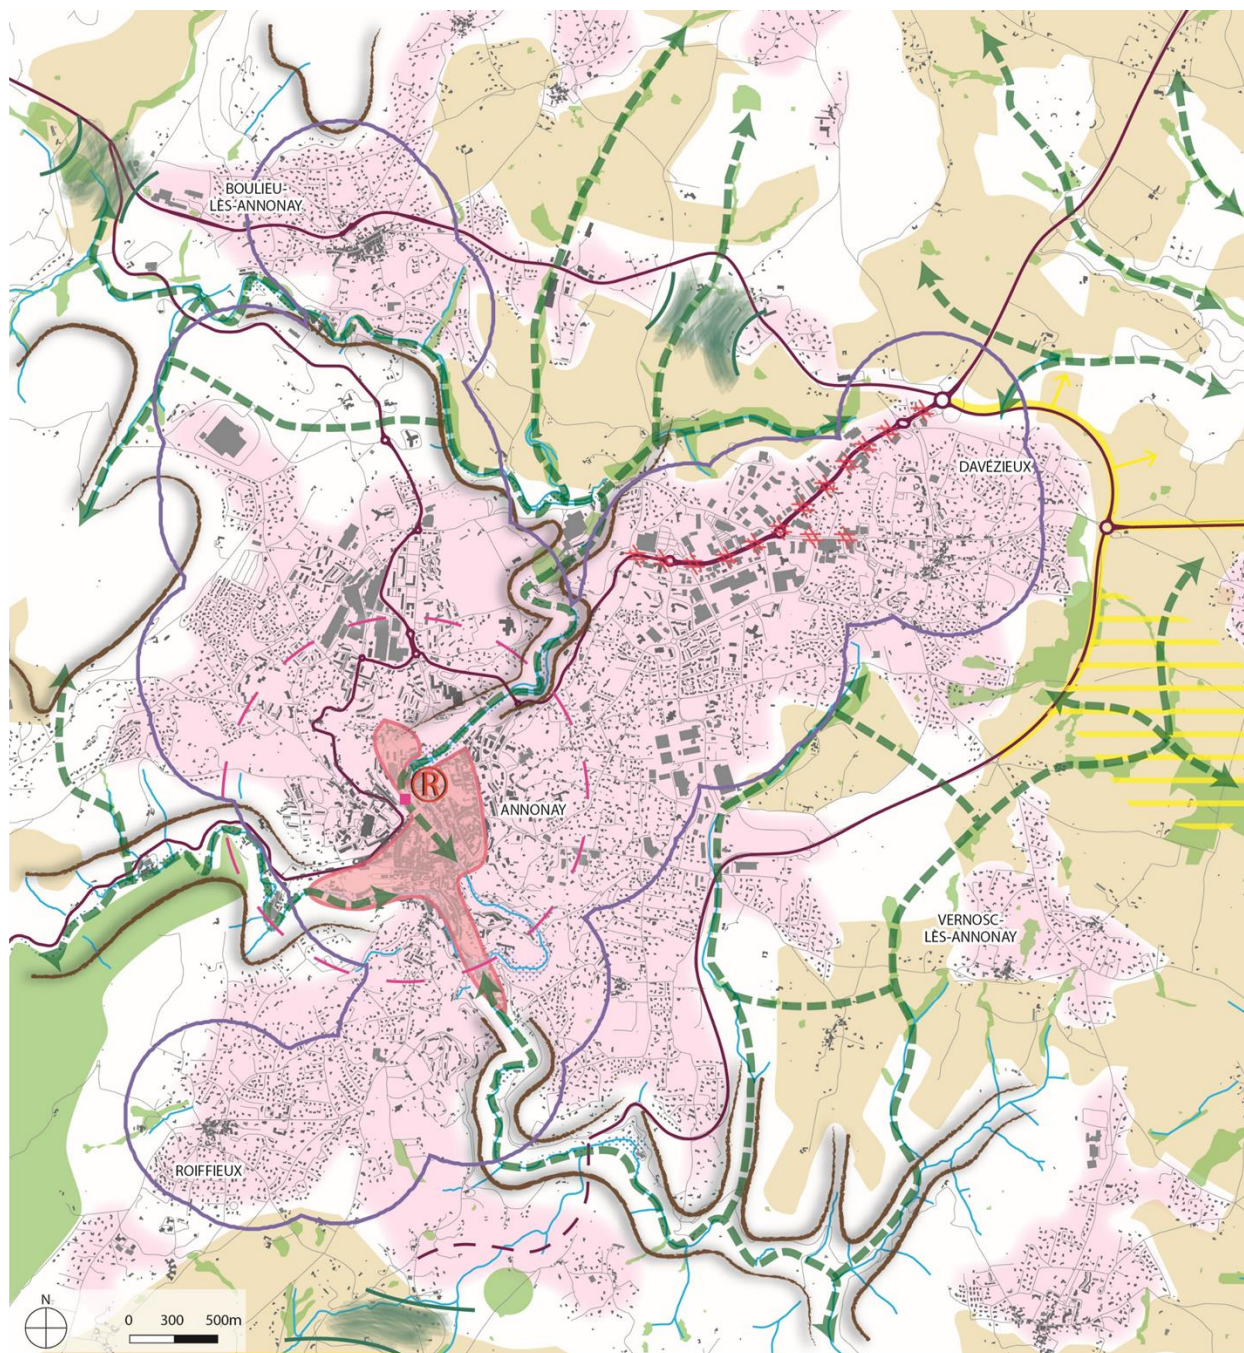 BOULIEU-
LÈS-ANNONAY
DAVÉZIEUX
R
ANNONAY
VERNOSC-
LÈS-ANNONAY
ROIFFIEUX
N
0 300 500m